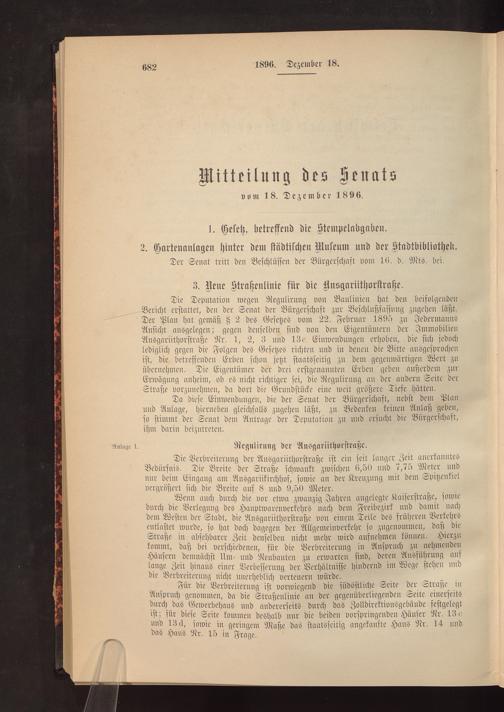 682
1896. Dezember 18.
Mitteilung des Senats
vom 18. Dezember 1896.
1. Gesetz, betreffend die Stempelabgaben.
2. Gartenanlagen hinter dem städtischen Museum und der Stadtbibliothek.
Der Senat tritt den Beschlüssen der Bürgerschaft vom 16. d. Mts. bei.
3. Neue Straßenlinie für die Ansgariithorstraße.
Die Deputation wegen Regulierung von Baulinien hat den beifolgenden
Bericht erstattet, den der Senat der Bürgerschaft zur Beschlußfassung zugehen läßt.
Der Plan hat gemäß § 2 des Gesetzes vom 22. Februar 1895 zu Jedermanns
Ansicht ausgelegen; gegen denselben sind von den Eigentümern der Immobilien
Ansgariithorstraße Nr. 1, 2, 3 und 13c Einwendungen erhoben, die sich jedoch
lediglich gegen die Folgen des Gesetzes richten und in denen die Bitte ausgesprochen
ist, die betreffenden Erben schon jetzt staatsseitig zu dem gegenwärtigen Wert zu
übernehmen. Die Eigentümer der drei erstgenannten Erben geben außerdem zur
Erwägung anheim, ob es nicht richtiger sei, die Regulierung an der andern Seite der
Straße vorzunehmen, da dort die Grundstücke eine weit größere Tiefe hätten.
Da diese Einwendungen, die der Senat der Bürgerschaft, nebst dem Plan
und Anlage, hierneben gleichfalls zugehen läßt, zu Bedenken keinen Anlaß geben,
so stimmt der Senat dem Antrage der Deputation zu und ersucht die Bürgerschaft,
ihm darin beizutreten.
Anlage 1.
Regulierung der Ansgariithorstraße.
Die Verbreiterung der Ansgariithorstraße ist ein seit langer Zeit anerkanntes
Bedürfnis. Die Breite der Straße schwankt zwischen 6,50 und 7,75 Meter und
nur beim Eingang am Ansgariikirchhof, sowie an der Kreuzung mit dem Spitzenkiel
vergrößert sich die Breite auf 8 und 9,50 Meter.
Wenn auch durch die vor etwa zwanzig Jahren angelegte Kaiserstraße, sowie
durch die Verlegung des Hauptwarenverkehrs nach dem Freibezirk und damit nach
dem Westen der Stadt, die Ansgariithorstraße von einem Teile des früheren Verkehrs
entlastet wurde, so hat doch dagegen der Allgemeinverkehr so zugenommen, daß die
Straße in absehbarer Zeit denselben nicht mehr wird aufnehmen können. Hierzu
kommt, daß bei verschiedenen, für die Verbreiterung in Anspruch zu nehmenden
Häusern demnächst Um- und Neubauten zu erwarten sind, deren Ausführung auf
lange Zeit hinaus einer Verbesserung der Verhältnisse hindernd im Wege stehen und
die Verbreiterung nicht unerheblich verteuern würde.
Für die Verbreiterung ist vorwiegend die südöstliche Seite der Straße in
Anspruch genommen, da die Straßenlinie an der gegenüberliegenden Seite einerseits
durch das Gewerbehaus und andererseits durch das Zolldirektionsgebäude festgelegt
ist; für diese Seite kommen deshalb nur die beiden vorspringenden Häuser Nr. 13c
und 13d, sowie in geringem Maße das staatsseitig angekaufte Haus Nr. 14 und
das Haus Nr. 15 in Frage.